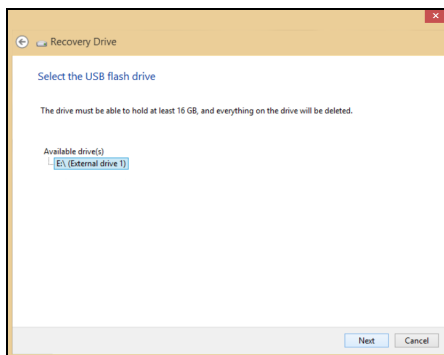 Recovery Drive
Select the USB flash drive
The drive must be able to hold at least 16 GB, and everything on the drive will be deleted.
Available drive(s)
E:\ (External drive 1)
Next Cancel